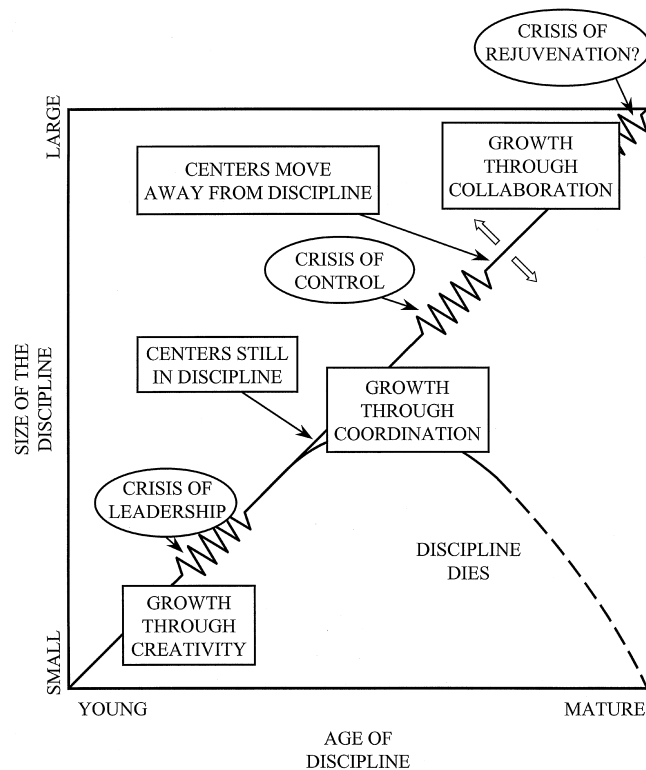 CRISIS OF
REJUVENATION?
LARGE
GROWTH
THROUGH
COLLABORATION
CENTERS MOVE
AWAY FROM DISCIPLINE
CRISIS OF
CONTROL
CENTERS STILL
IN DISCIPLINE
GROWTH
THROUGH
COORDINATION
SIZE OF THE
DISCIPLINE
CRISIS OF
LEADERSHIP
DISCIPLINE
DIES
GROWTH
THROUGH
CREATIVITY
SMALL
YOUNG
MATURE
AGE OF
DISCIPLINE